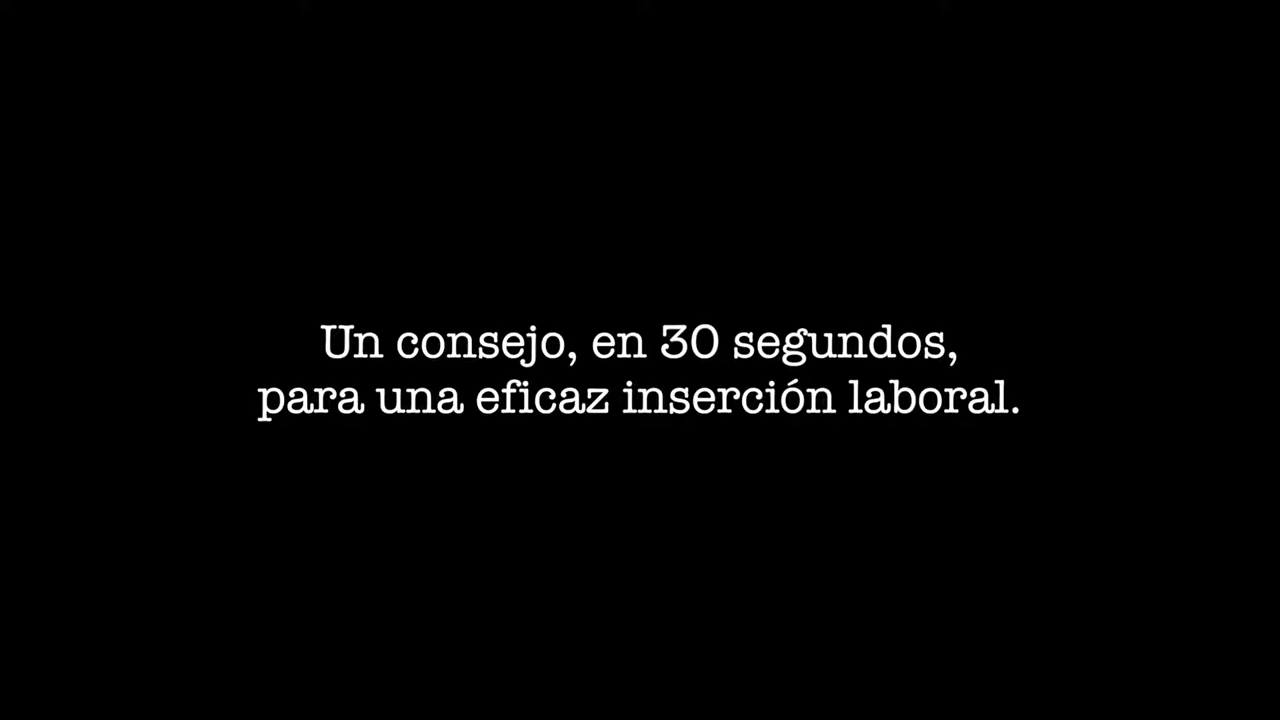 Un consejo, en 30 segundos,
para una eficaz inserción laboral.